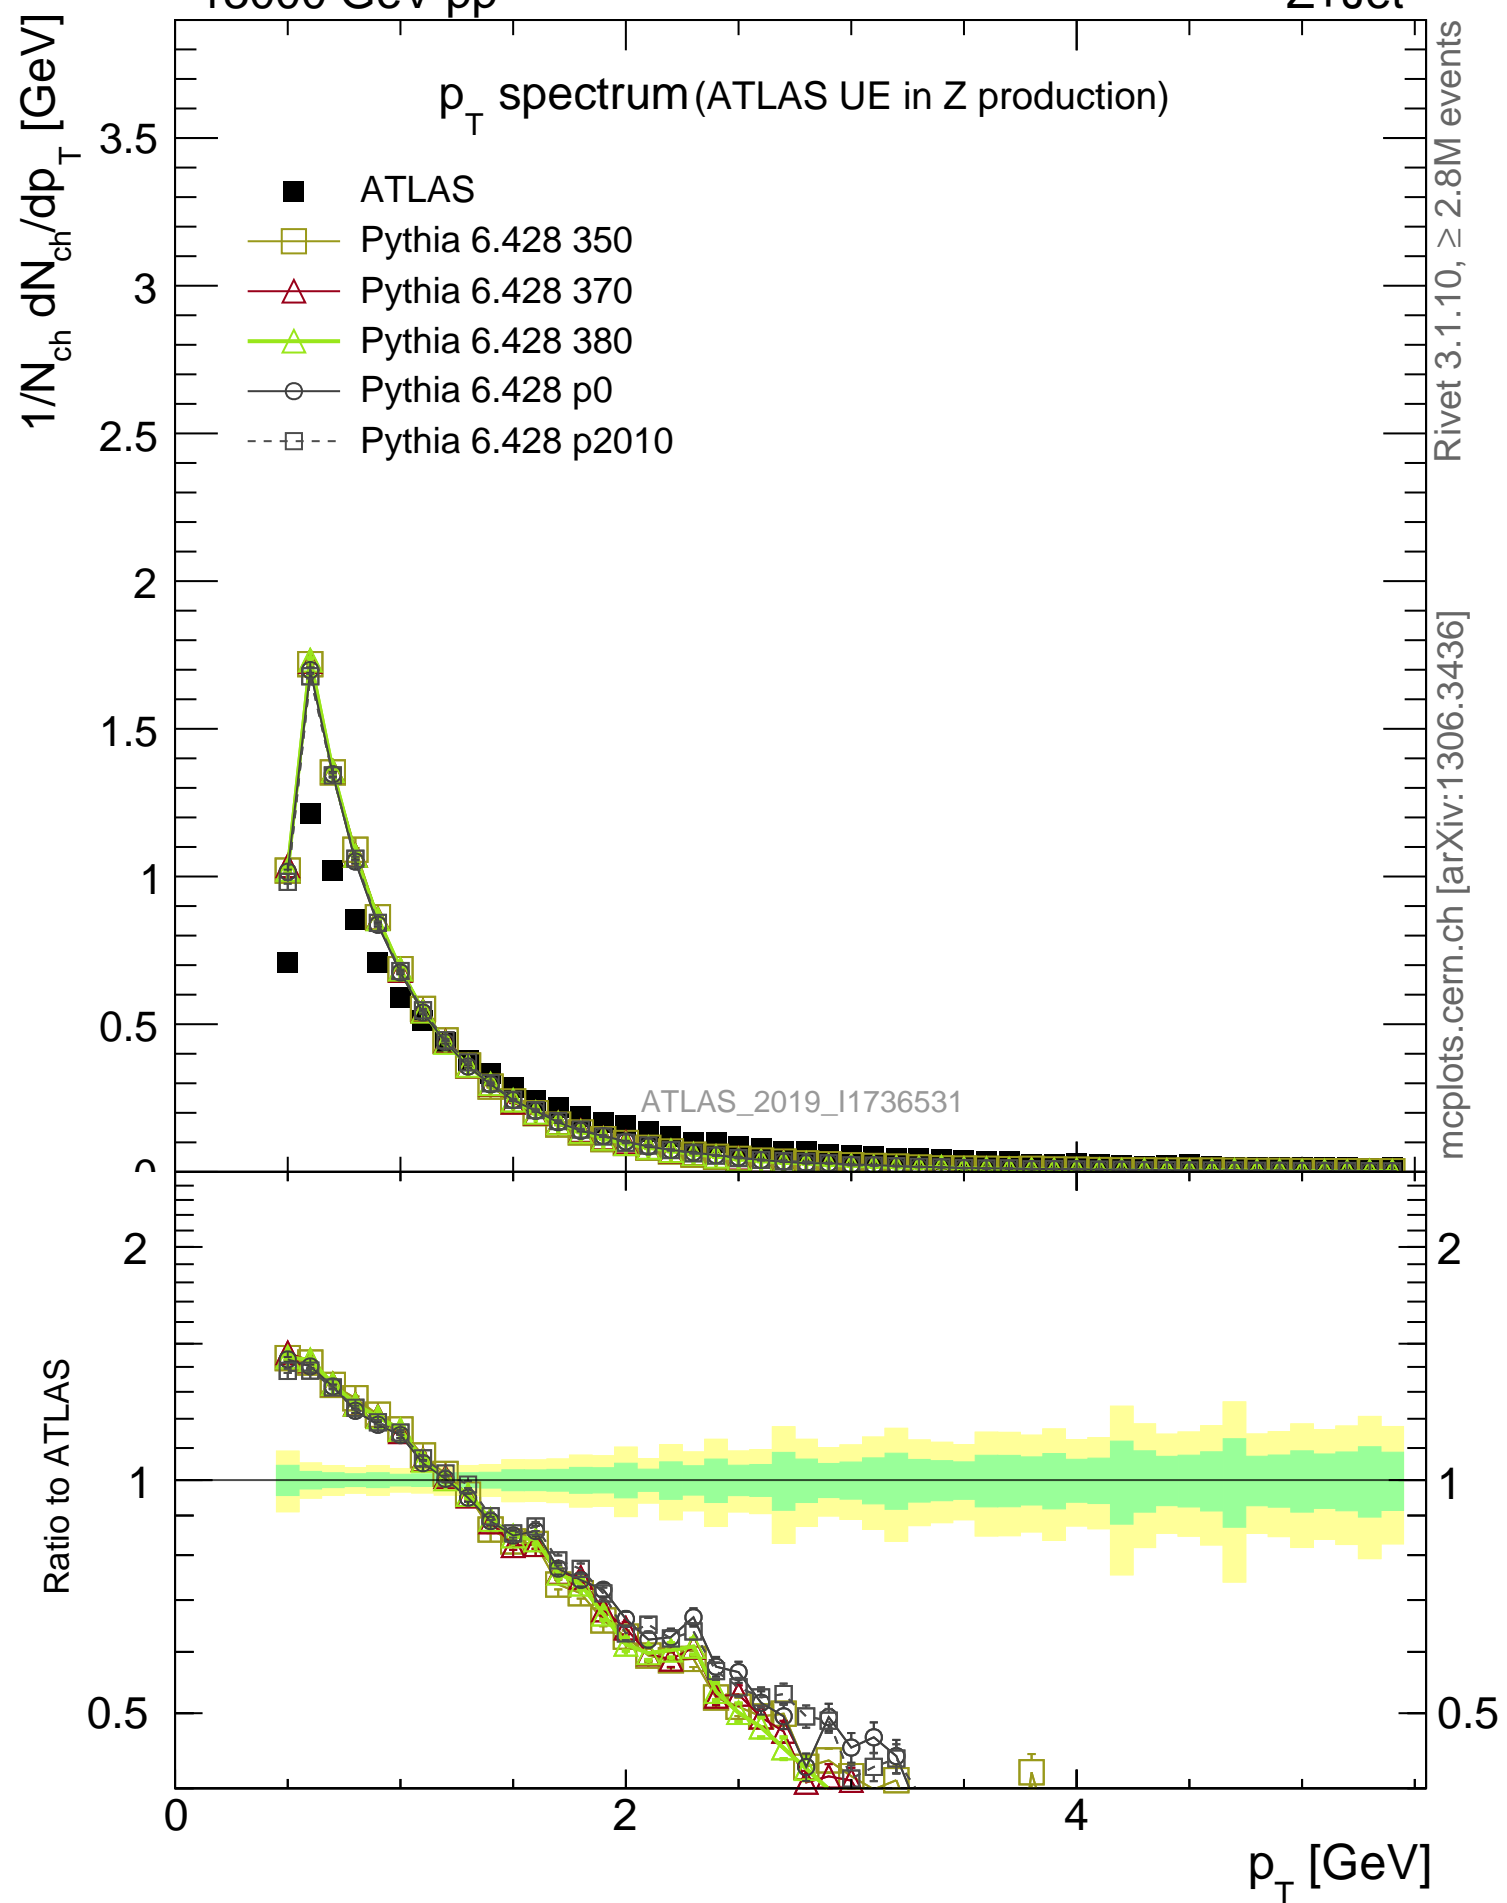 1/N_ch dN_ch/dp_T [GeV]
p_T spectrum (ATLAS UE in Z production)
ATLAS
Pythia 6.428 350
Pythia 6.428 370
Pythia 6.428 380
Pythia 6.428 p0
Pythia 6.428 p2010
3.5
3
2.5
2
1.5
1
0.5
ATLAS_2019_I1736531
Rivet 3.1.10, ≥ 2.8M events
mcplots.cern.ch [arXiv:1306.3436]
Ratio to ATLAS
2
1
0.5
2
1
0.5
0
2
4
p_T [GeV]